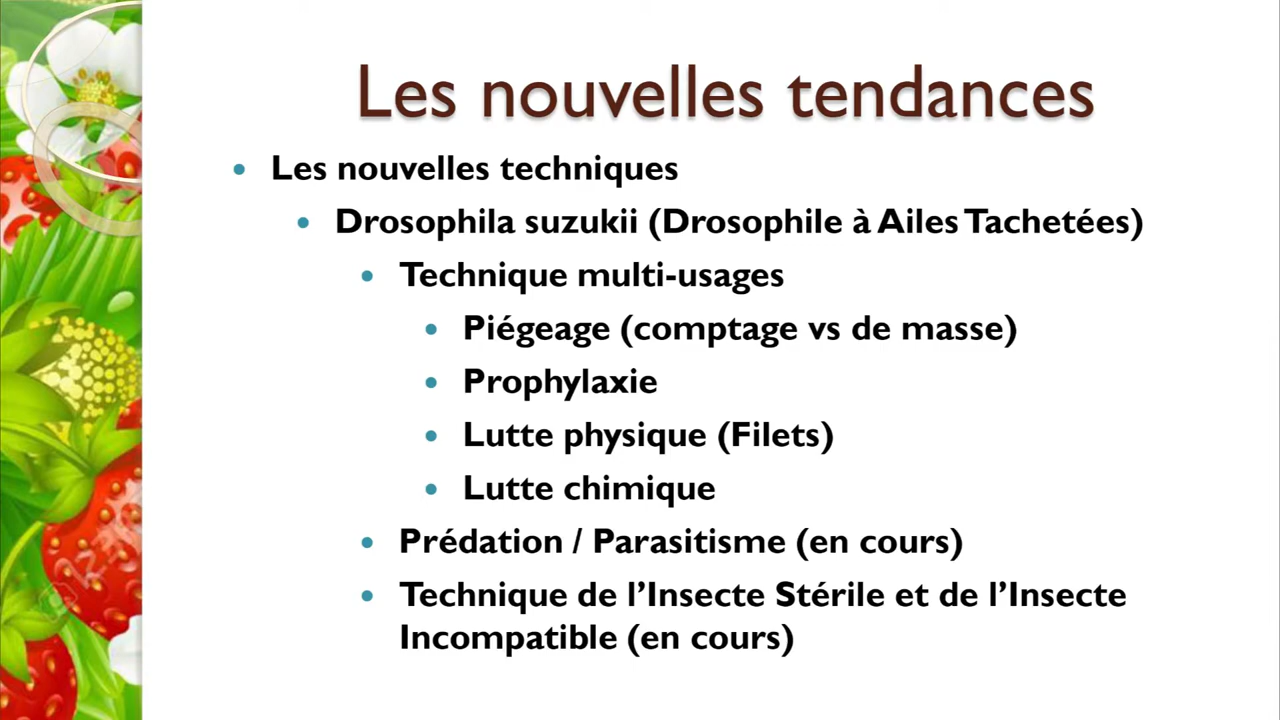 Les nouvelles tendances
Les nouvelles techniques
Drosophila suzukii (Drosophile à Ailes Tachetées)
Technique multi-usages
Piégeage (comptage vs de masse)
Prophylaxie
Lutte physique (Filets)
Lutte chimique
Prédation / Parasitisme (en cours)
Technique de l’Insecte Stérile et de l’Insecte
Incompatible (en cours)